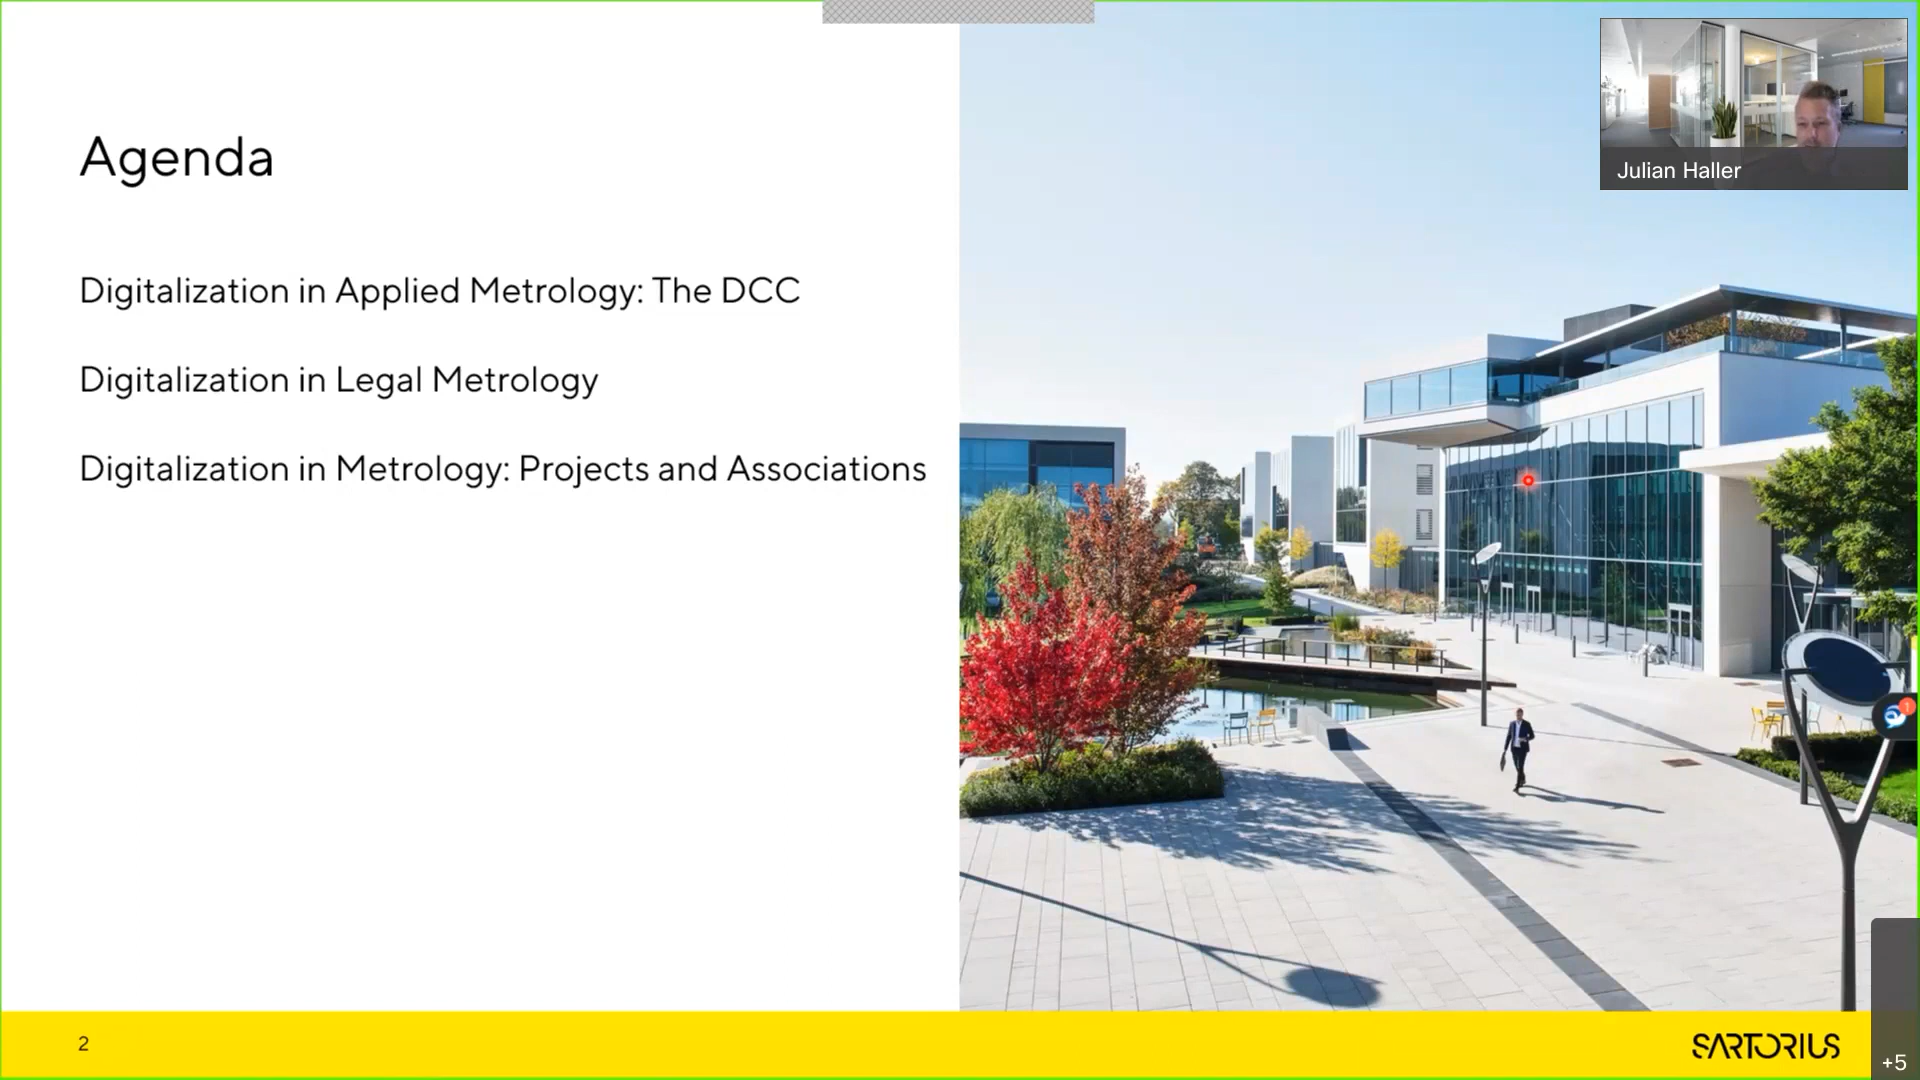 Agenda
Julian Haller
Digitalization in Applied Metrology: The DCC
Digitalization in Legal Metrology
Digitalization in Metrology: Projects and Associations
1
2
SARTORIUS
+5